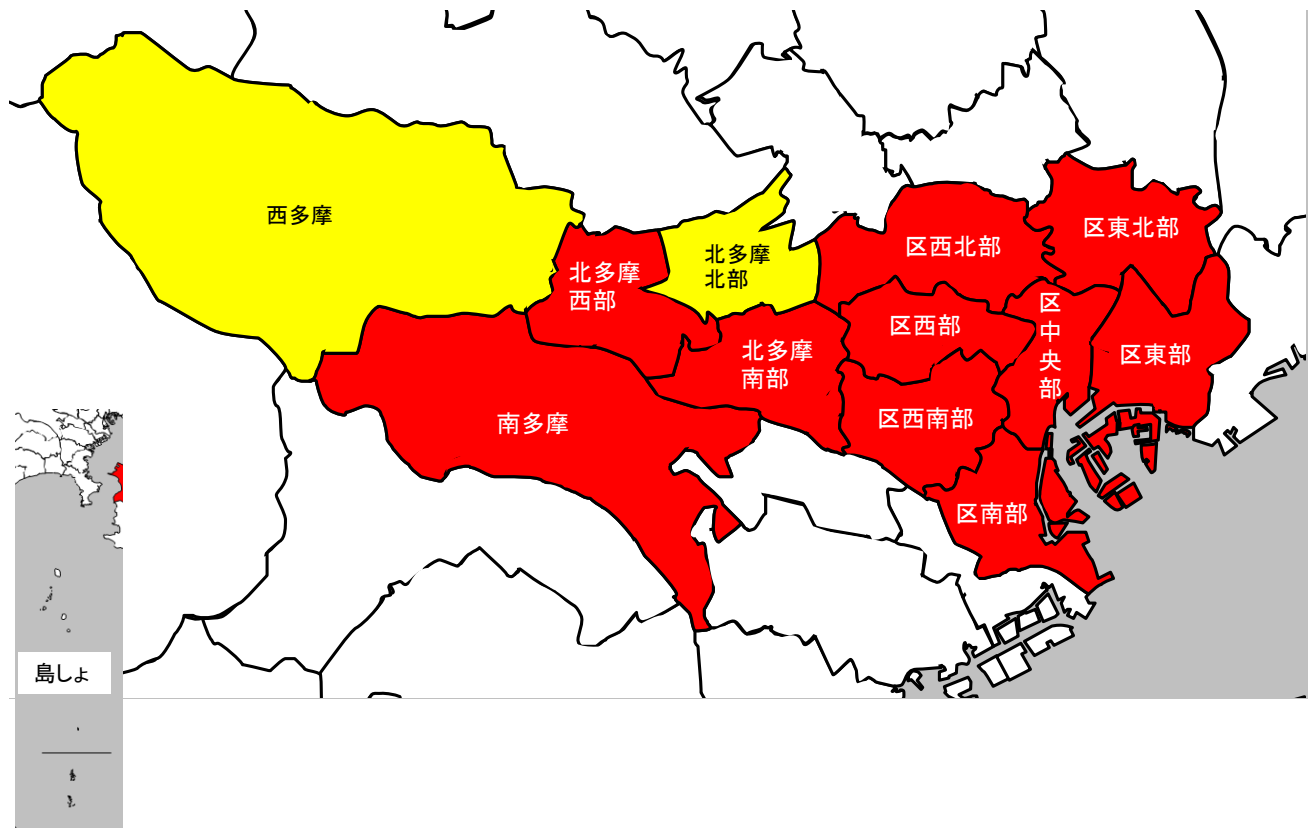 西多摩
北多摩
西部
北多摩
北部
区西北部
区東北部
区西部
区
中
央
部
区東部
北多摩
南部
南多摩
区西南部
区南部
島しょ